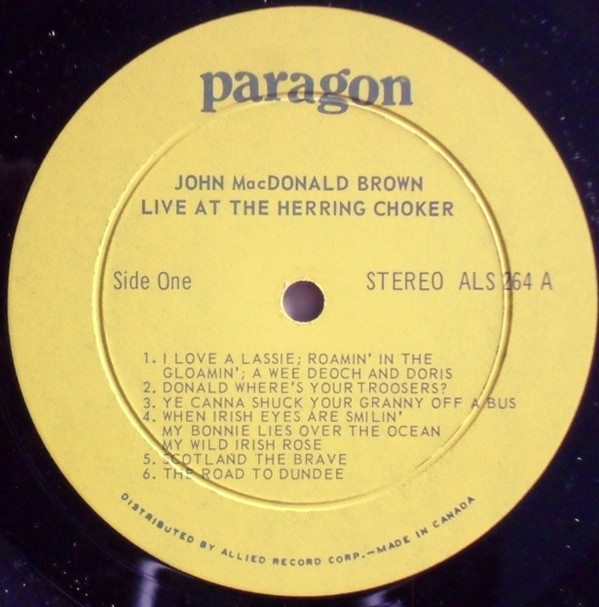 paragon
JOHN MacDONALD BROWN
LIVE AT THE HERRING CHOKER
Side One
STEREO ALS 264 A
1. I LOVE A LASSIE; ROAMIN' IN THE
GLOAMIN'; A WEE DEOCH AND DORIS
2. DONALD WHERE'S YOUR TROOSERS?
3. YE CANNA SHUCK YOUR GRANNY OFF A BUS
4. WHEN IRISH EYES ARE SMILIN'
MY BONNIE LIES OVER THE OCEAN
MY WILD IRISH ROSE
5. SCOTLAND THE BRAVE
6. THE ROAD TO DUNDEE
DISTRIBUTED BY ALLIED RECORD CORP.—MADE IN CANADA